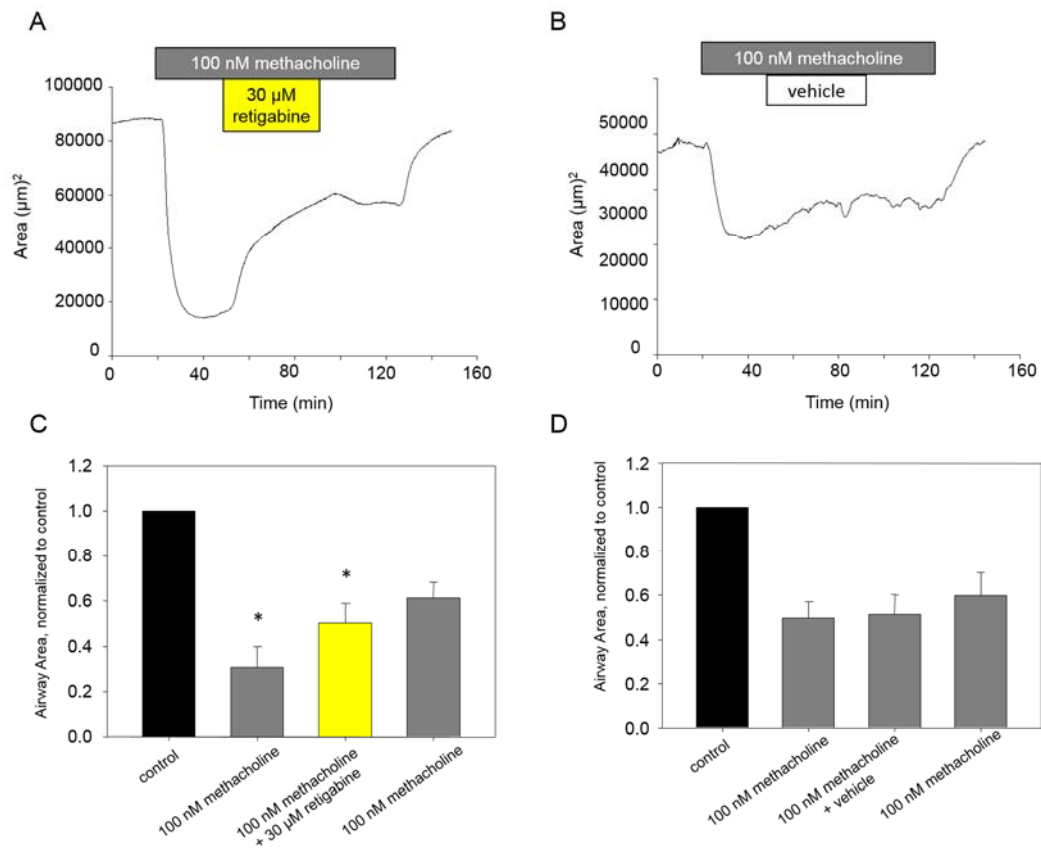 A
100 nM methacholine
30 µM
retigabine
100000
80000
60000
40000
20000
0
Area (µm)²
0
40
80
120
160
Time (min)
B
100 nM methacholine
vehicle
50000
40000
30000
20000
10000
0
Area (µm)²
0
40
80
120
160
Time (min)
C
1.2
1.0
0.8
0.6
0.4
0.2
0.0
Airway Area, normalized to control
*
*
control
100 nM methacholine
100 nM methacholine
+ 30 µM retigabine
100 nM methacholine
D
1.2
1.0
0.8
0.6
0.4
0.2
0.0
Airway Area, normalized to control
control
100 nM methacholine
100 nM methacholine
+ vehicle
100 nM methacholine